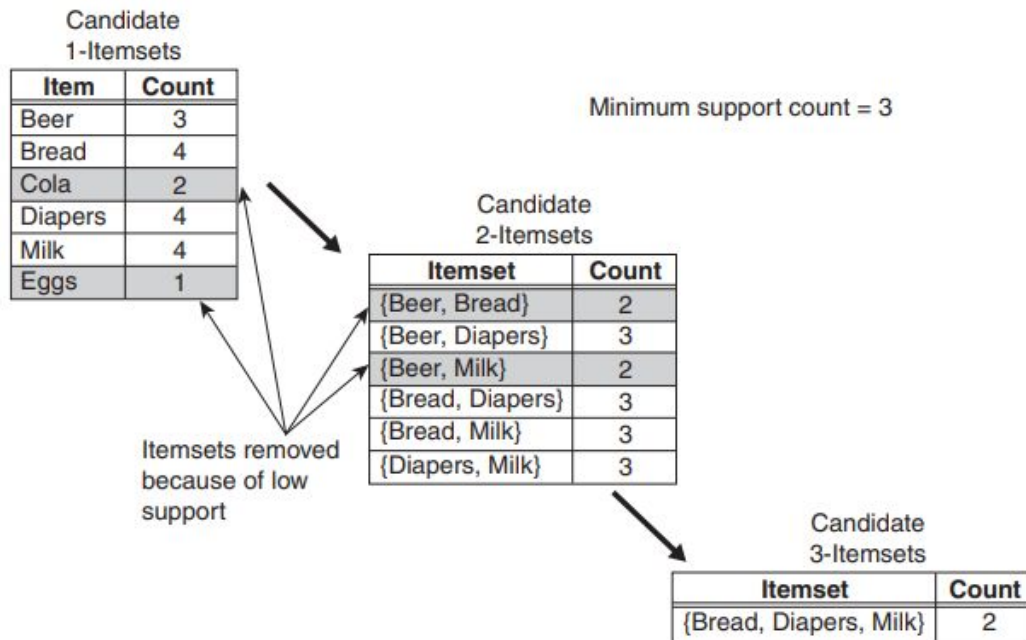 Candidate
1-Itemsets
Item Count
Beer 3
Bread 4
Cola 2
Diapers 4
Milk 4
Eggs 1
Minimum support count = 3
Candidate
2-Itemsets
Itemset Count
{Beer, Bread} 2
{Beer, Diapers} 3
{Beer, Milk} 2
{Bread, Diapers} 3
{Bread, Milk} 3
{Diapers, Milk} 3
Itemsets removed
because of low
support
Candidate
3-Itemsets
Itemset Count
{Bread, Diapers, Milk} 2